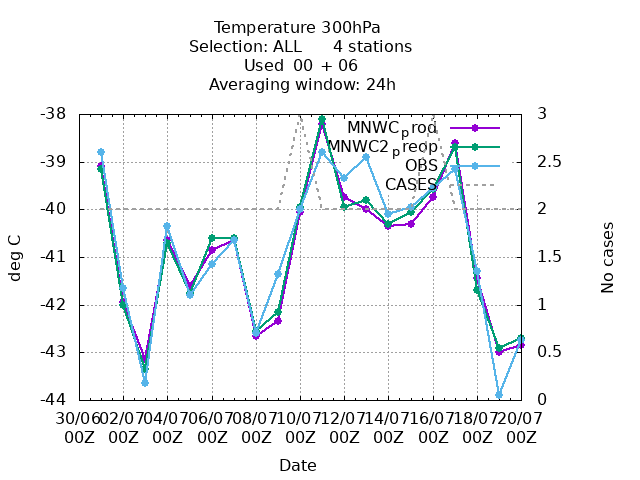 Temperature 300hPa
Selection: ALL 4 stations
Used 00 + 06
Averaging window: 24h
-38
-39
-40
-41
-42
-43
-44
3
2.5
2
1.5
1
0.5
0
deg C
No cases
MNWCprod
MNWC2preop
OBS
CASES
30/06 02/07 04/07 06/07 08/07 10/07 12/07 14/07 16/07 18/07 20/07
00Z 00Z 00Z 00Z 00Z 00Z 00Z 00Z 00Z 00Z 00Z
Date